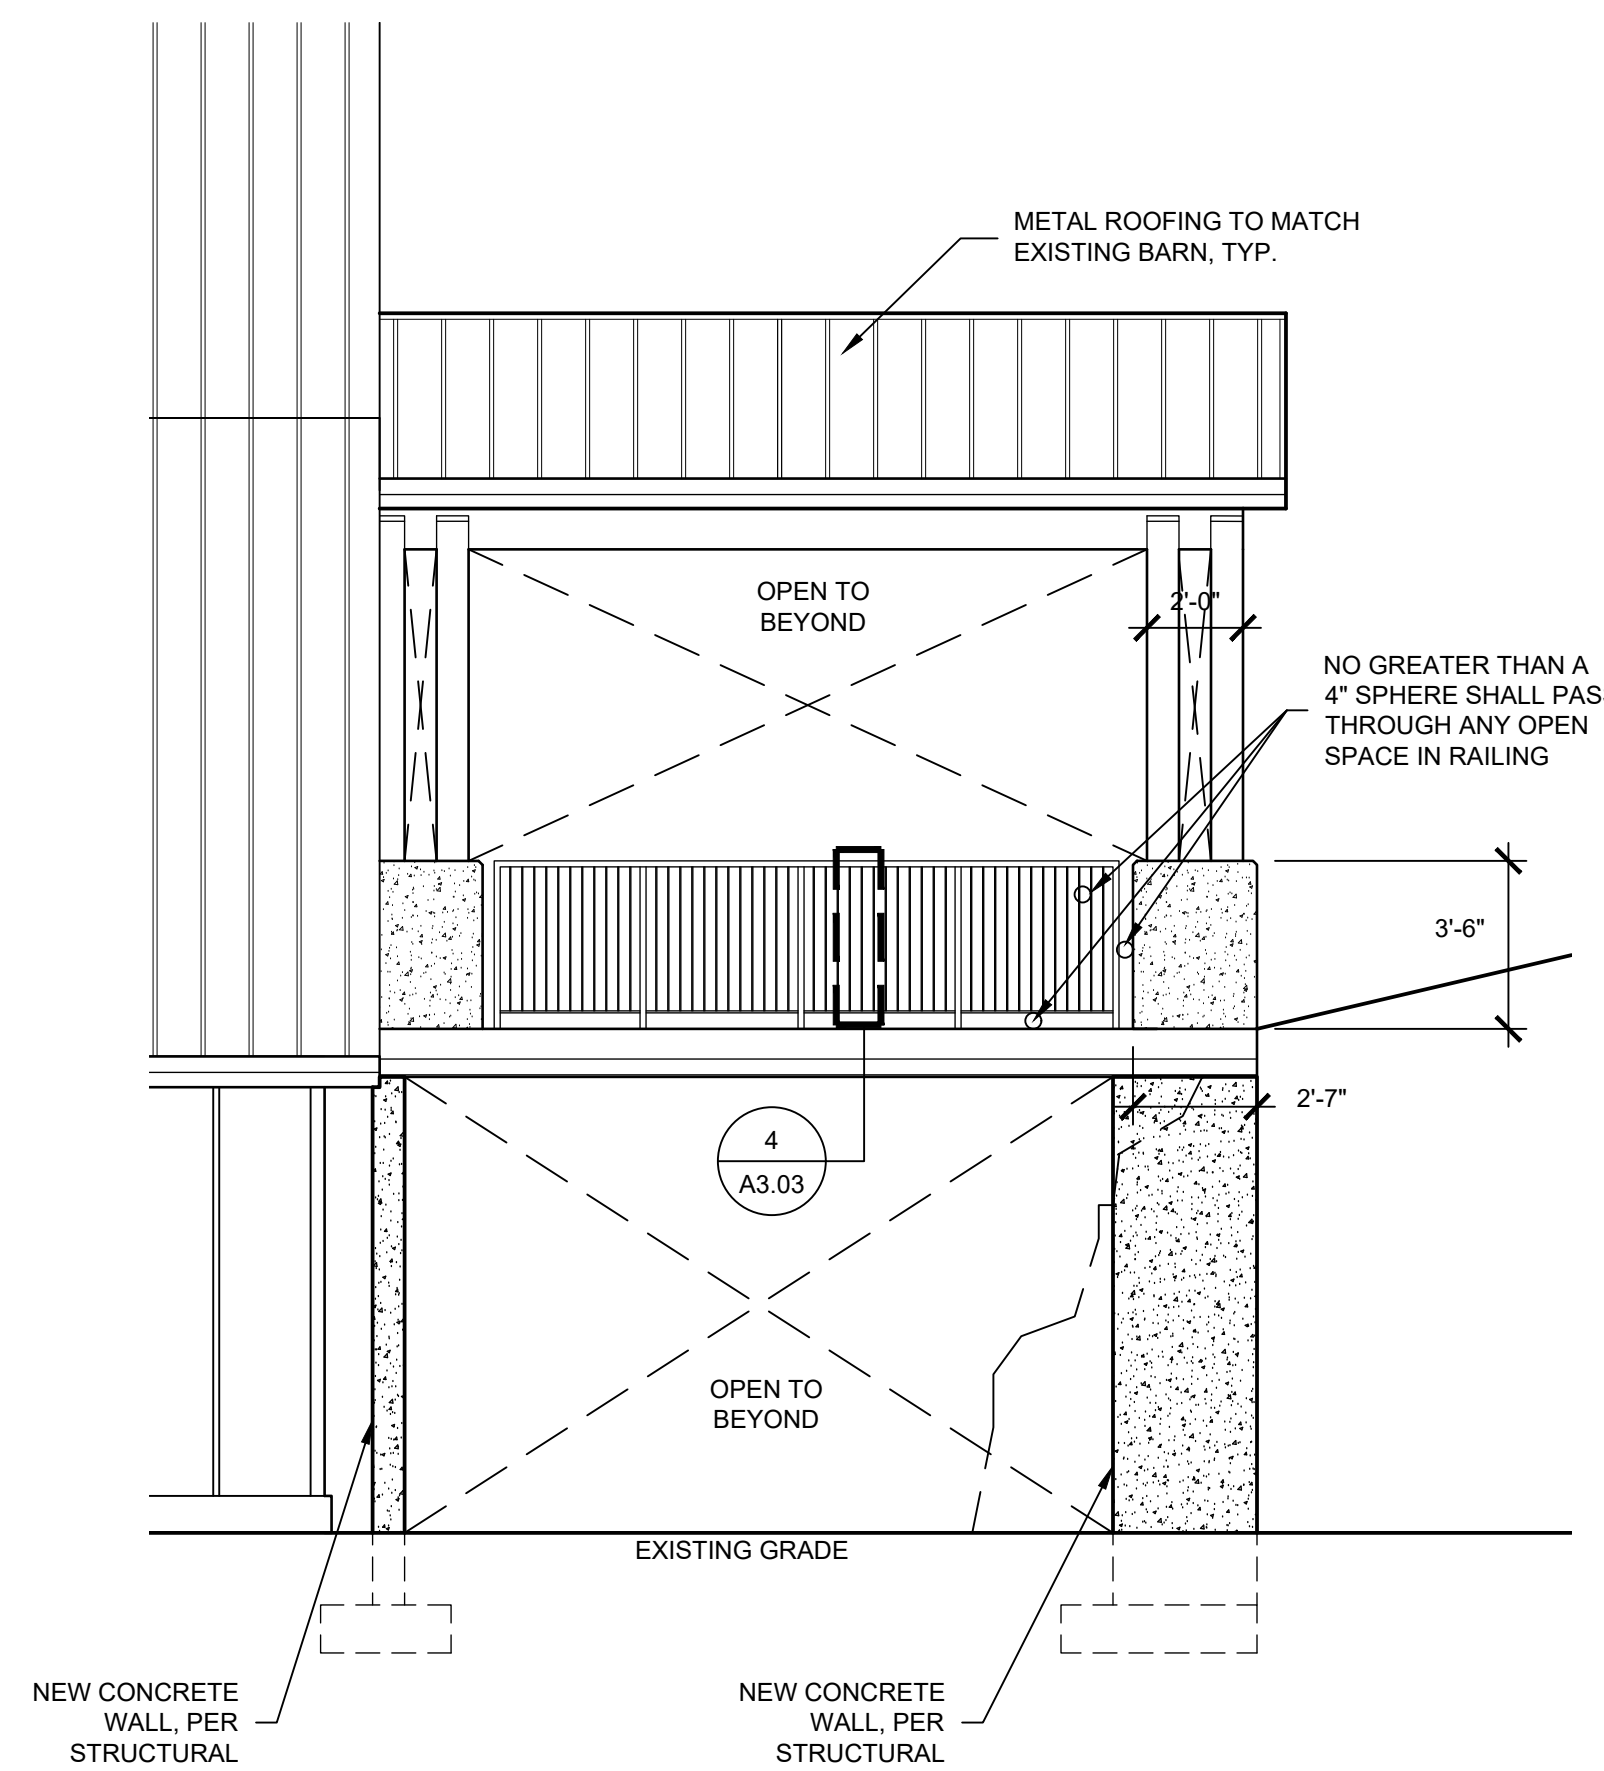 METAL ROOFING TO MATCH
EXISTING BARN, TYP.
OPEN TO
BEYOND
2'-0"
NO GREATER THAN A
4" SPHERE SHALL PAS
THROUGH ANY OPEN
SPACE IN RAILING
3'-6"
2'-7"
4
A3.03
OPEN TO
BEYOND
EXISTING GRADE
NEW CONCRETE
WALL, PER
STRUCTURAL
NEW CONCRETE
WALL, PER
STRUCTURAL